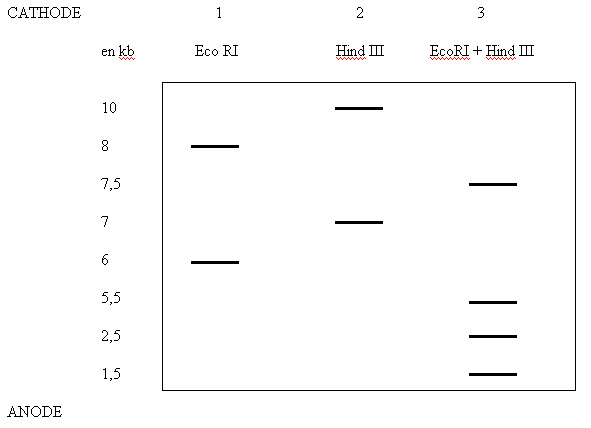 CATHODE 1 2 3
en kb Eco RI Hind III EcoRI + Hind III
10
8
7,5
7
6
5,5
2,5
1,5
ANODE